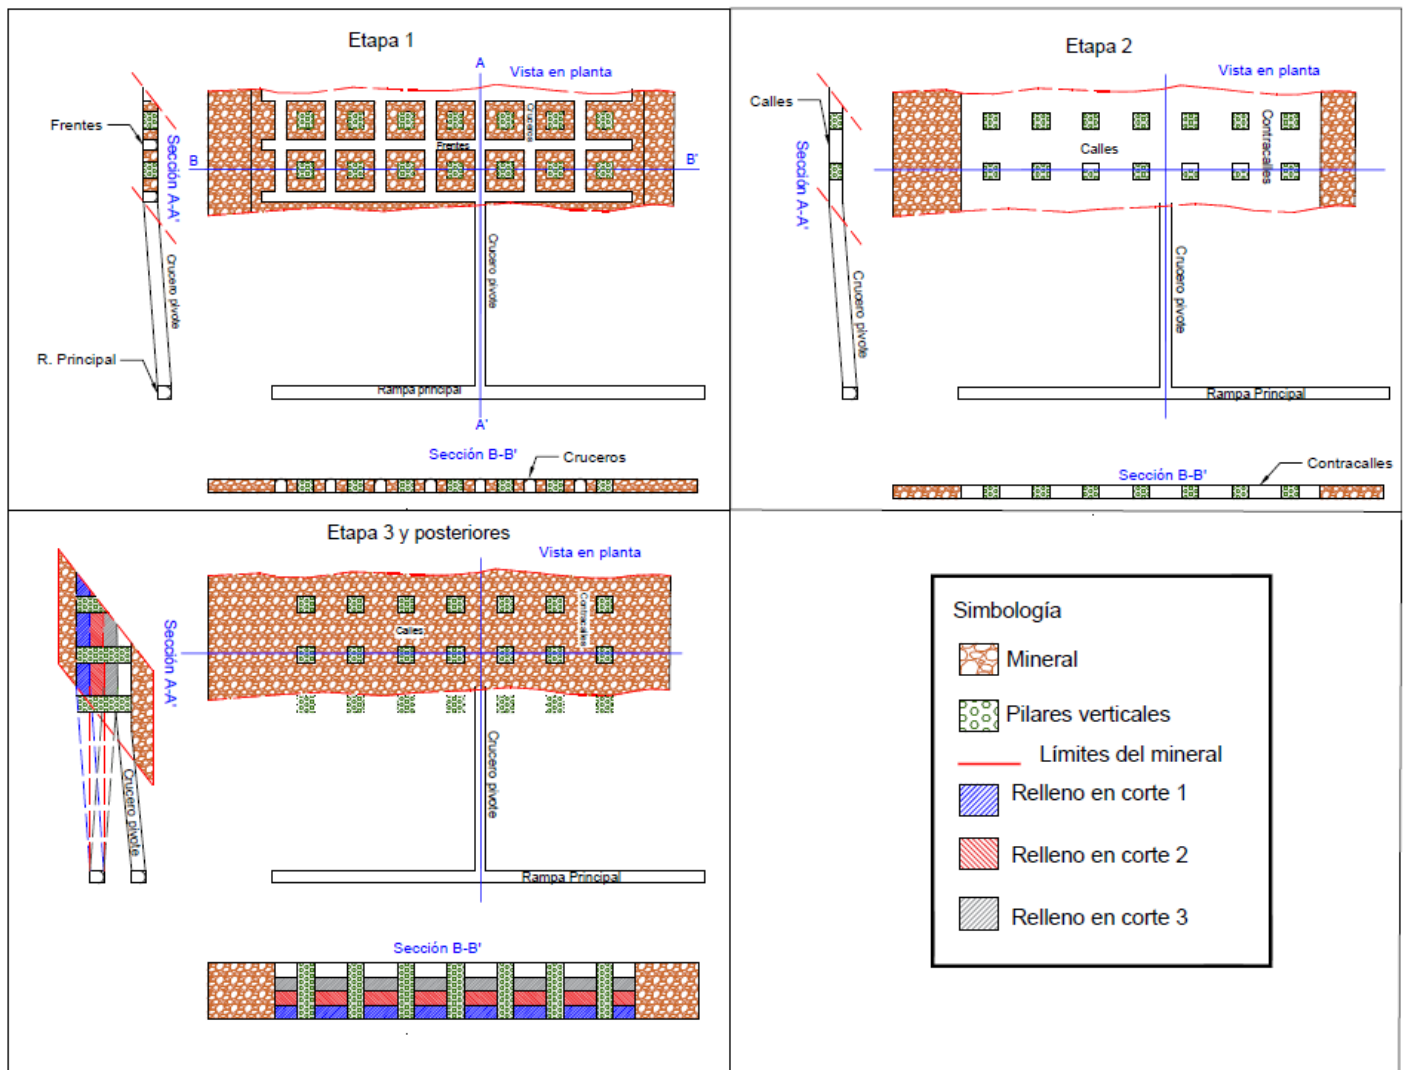 Etapa 1
A
Vista en planta
Frentes
Sección A-A'
B
Cruceros
Frentes
B'
Crucero pivote
Crucero pivote
R. Principal
Rampa principal
A'
Sección B-B'
Cruceros
Etapa 2
Vista en planta
Calles
Sección A-A'
Calles
Contracalles
Crucero pivote
Crucero pivote
Rampa Principal
Sección B-B'
Contracalles
Etapa 3 y posteriores
Vista en planta
Sección A-A'
Calles
Contracalles
Crucero pivote
Crucero pivote
Rampa Principal
Sección B-B'
Simbología
Mineral
Pilares verticales
Límites del mineral
Relleno en corte 1
Relleno en corte 2
Relleno en corte 3